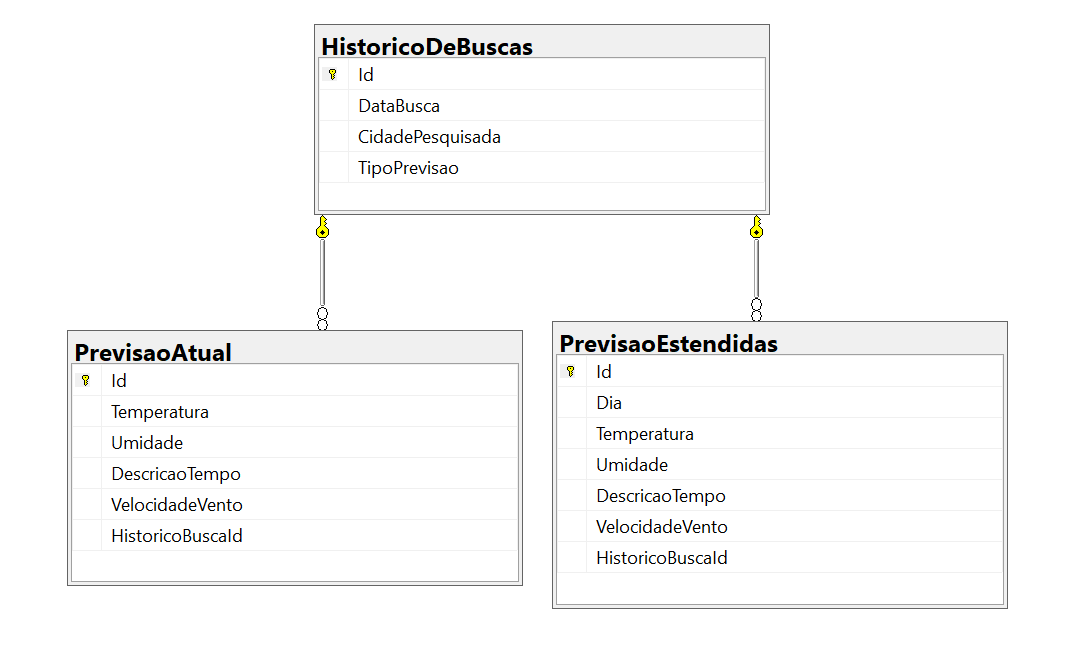 HistoricoDeBuscas
Id
DataBusca
CidadePesquisada
TipoPrevisao
PrevisaoAtual
Id
Temperatura
Umidade
DescricaoTempo
VelocidadeVento
HistoricoBuscaId
PrevisaoEstendidas
Id
Dia
Temperatura
Umidade
DescricaoTempo
VelocidadeVento
HistoricoBuscaId